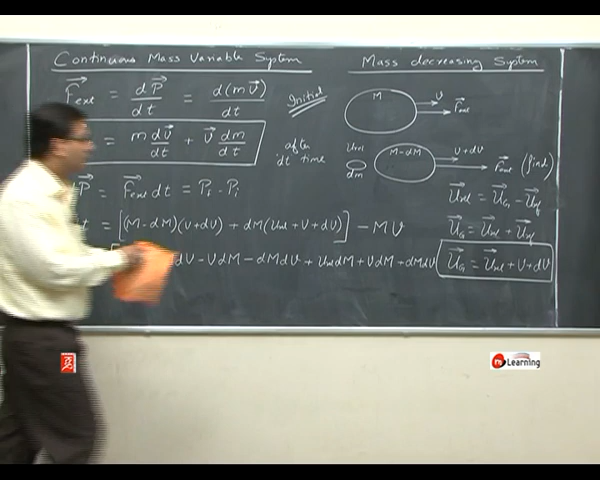 Continuous Mass Variable System
F⃗ext = dP⃗/dt = d(mv⃗)/dt
= m dv⃗/dt + v⃗ dm/dt
P⃗ = F⃗ext dt = Pf - Pi
t = [(M-dM)(v+dv) + dM(Urel + v + dv)] - MV
dv - vdM - dMdv + UreldM + vdM + dMdv
Mass decreasing System
Initial
M
v
F⃗ext
after
'dt' time
Urel
dm
M-dM
v+dv
F⃗ext (find)
U⃗rel = U⃗G - U⃗f
U⃗G = U⃗rel + U⃗f
U⃗G = U⃗rel + v + dv
Learning